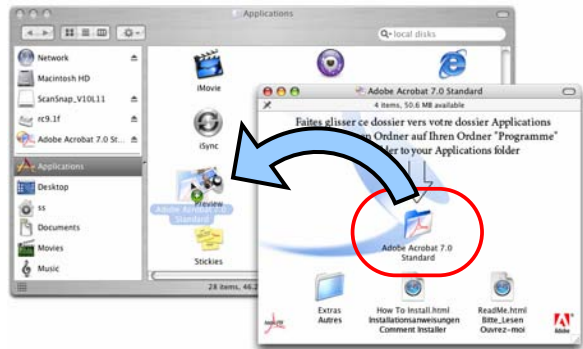 Applications
local disks
Network
Macintosh HD
ScanSnap_V10L11
rc9.1f
Adobe Acrobat 7.0 St...
Applications
Desktop
ss
Documents
Movies
Music
iMovie
iSync
Preview
Adobe Acrobat 7.0
Standard
Stickies
28 items, 46.2
Adobe Acrobat 7.0 Standard
4 items, 50.6 MB available
Faites glisser ce dossier vers votre dossier Applications
Ordner auf Ihren Ordner "Programme"
to your Applications folder
Adobe Acrobat 7.0
Standard
Extras
Autres
How To Install.html
Installationsanweisungen
Comment Installer
ReadMe.html
Bitte_Lesen
Ouvrez-moi
Adobe